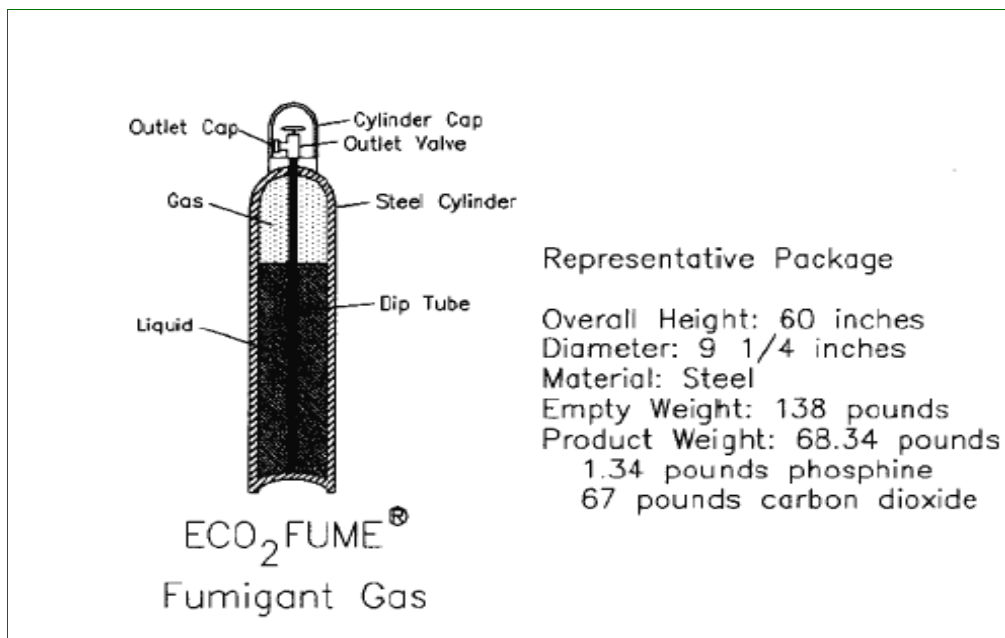 Outlet Cap
Cylinder Cap
Outlet Valve
Gas
Steel Cylinder
Dip Tube
Liquid
ECO2FUME®
Fumigant Gas
Representative Package
Overall Height: 60 inches
Diameter: 9 1/4 inches
Material: Steel
Empty Weight: 138 pounds
Product Weight: 68.34 pounds
1.34 pounds phosphine
67 pounds carbon dioxide